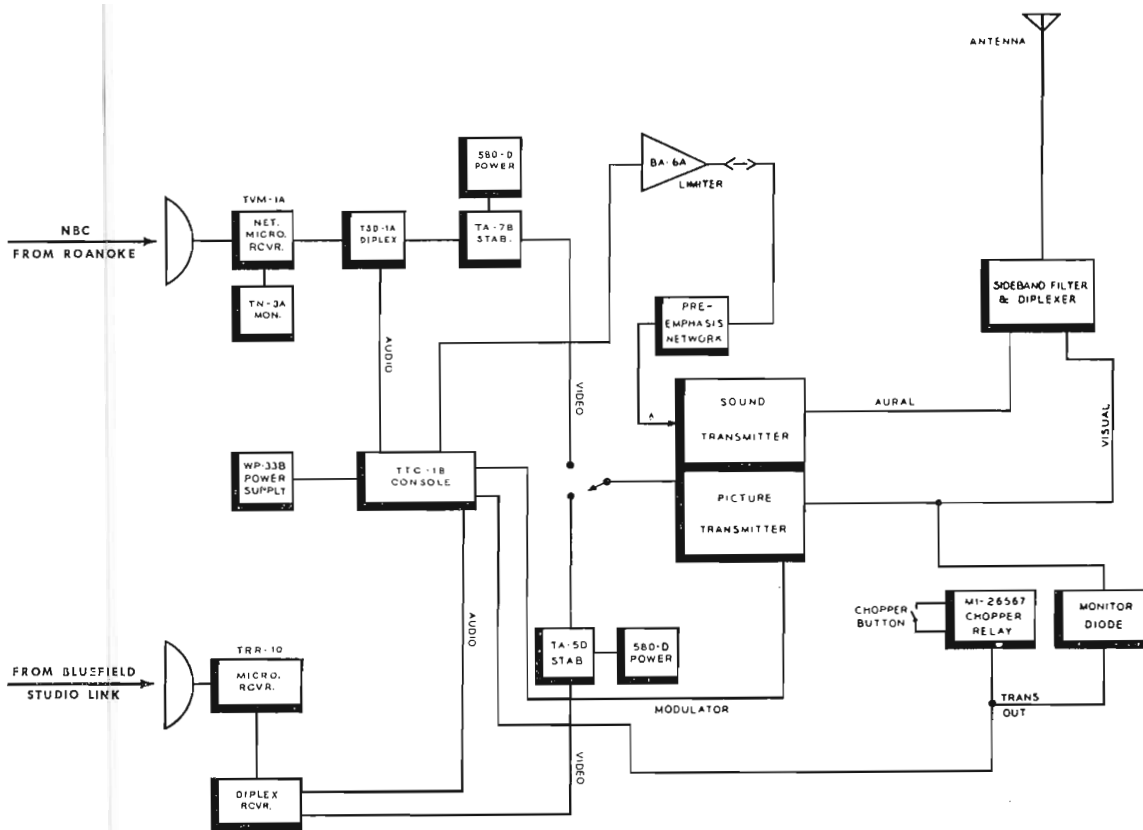 ANTENNA
580-D
POWER
BA-6A
LIMITER
TVM-1A
NBC
FROM ROANOKE
NET.
MICRO.
RCVR.
TSD-1A
DIPLEX
TA-7B
STAB.
SIDEBAND FILTER
& DIPLEXER
TN-3A
MON.
PRE-
EMPHASIS
NETWORK
AUDIO
VIDEO
SOUND
TRANSMITTER
A
AURAL
VISUAL
WP-33B
POWER
SUPPLY
TTC-1B
CONSOLE
PICTURE
TRANSMITTER
AUDIO
CHOPPER
BUTTON
MI-26567
CHOPPER
RELAY
MONITOR
DIODE
TA-5D
STAB
580-D
POWER
FROM BLUEFIELD
STUDIO LINK
TRR-10
MICRO.
RCVR.
MODULATOR
TRANS
OUT
VIDEO
DIPLEX
RCVR.